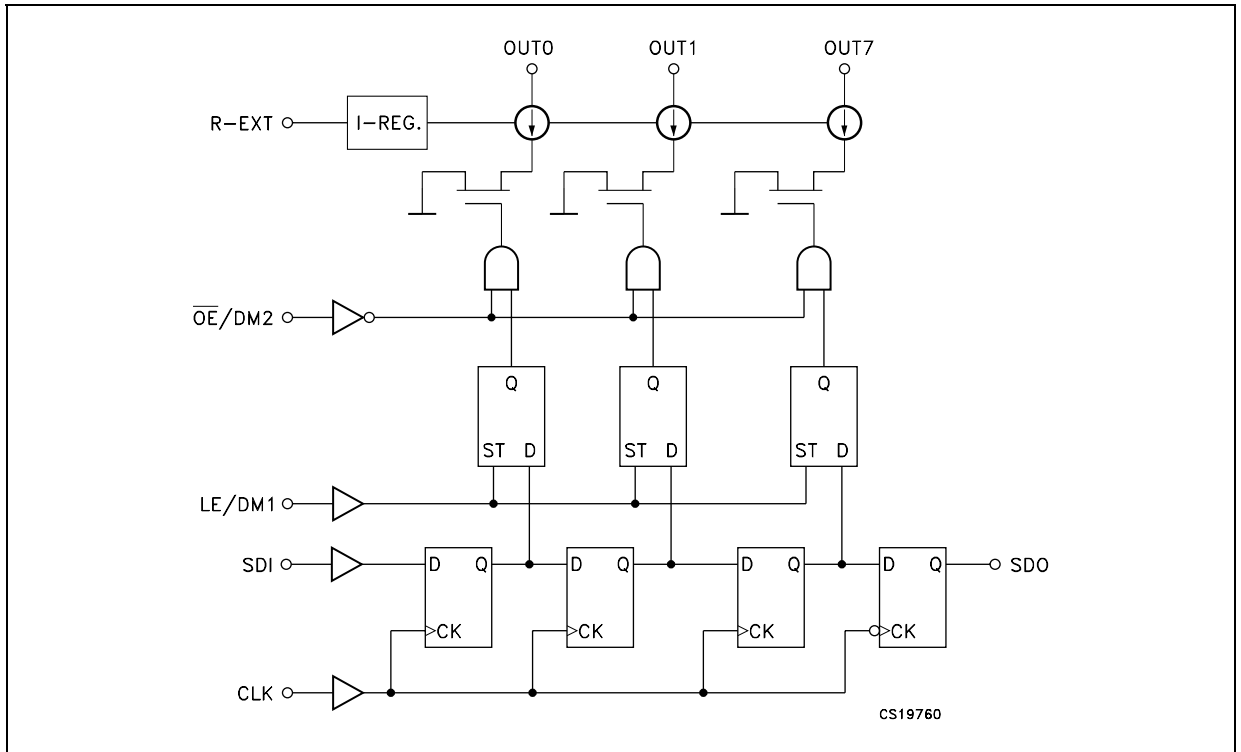 OUT0 OUT1 OUT7
R-EXT I-REG.
O̅E̅/DM2
Q Q Q
ST D ST D ST D
LE/DM1
SDI D Q D Q D Q D Q SDO
CK CK CK CK
CLK
CS19760